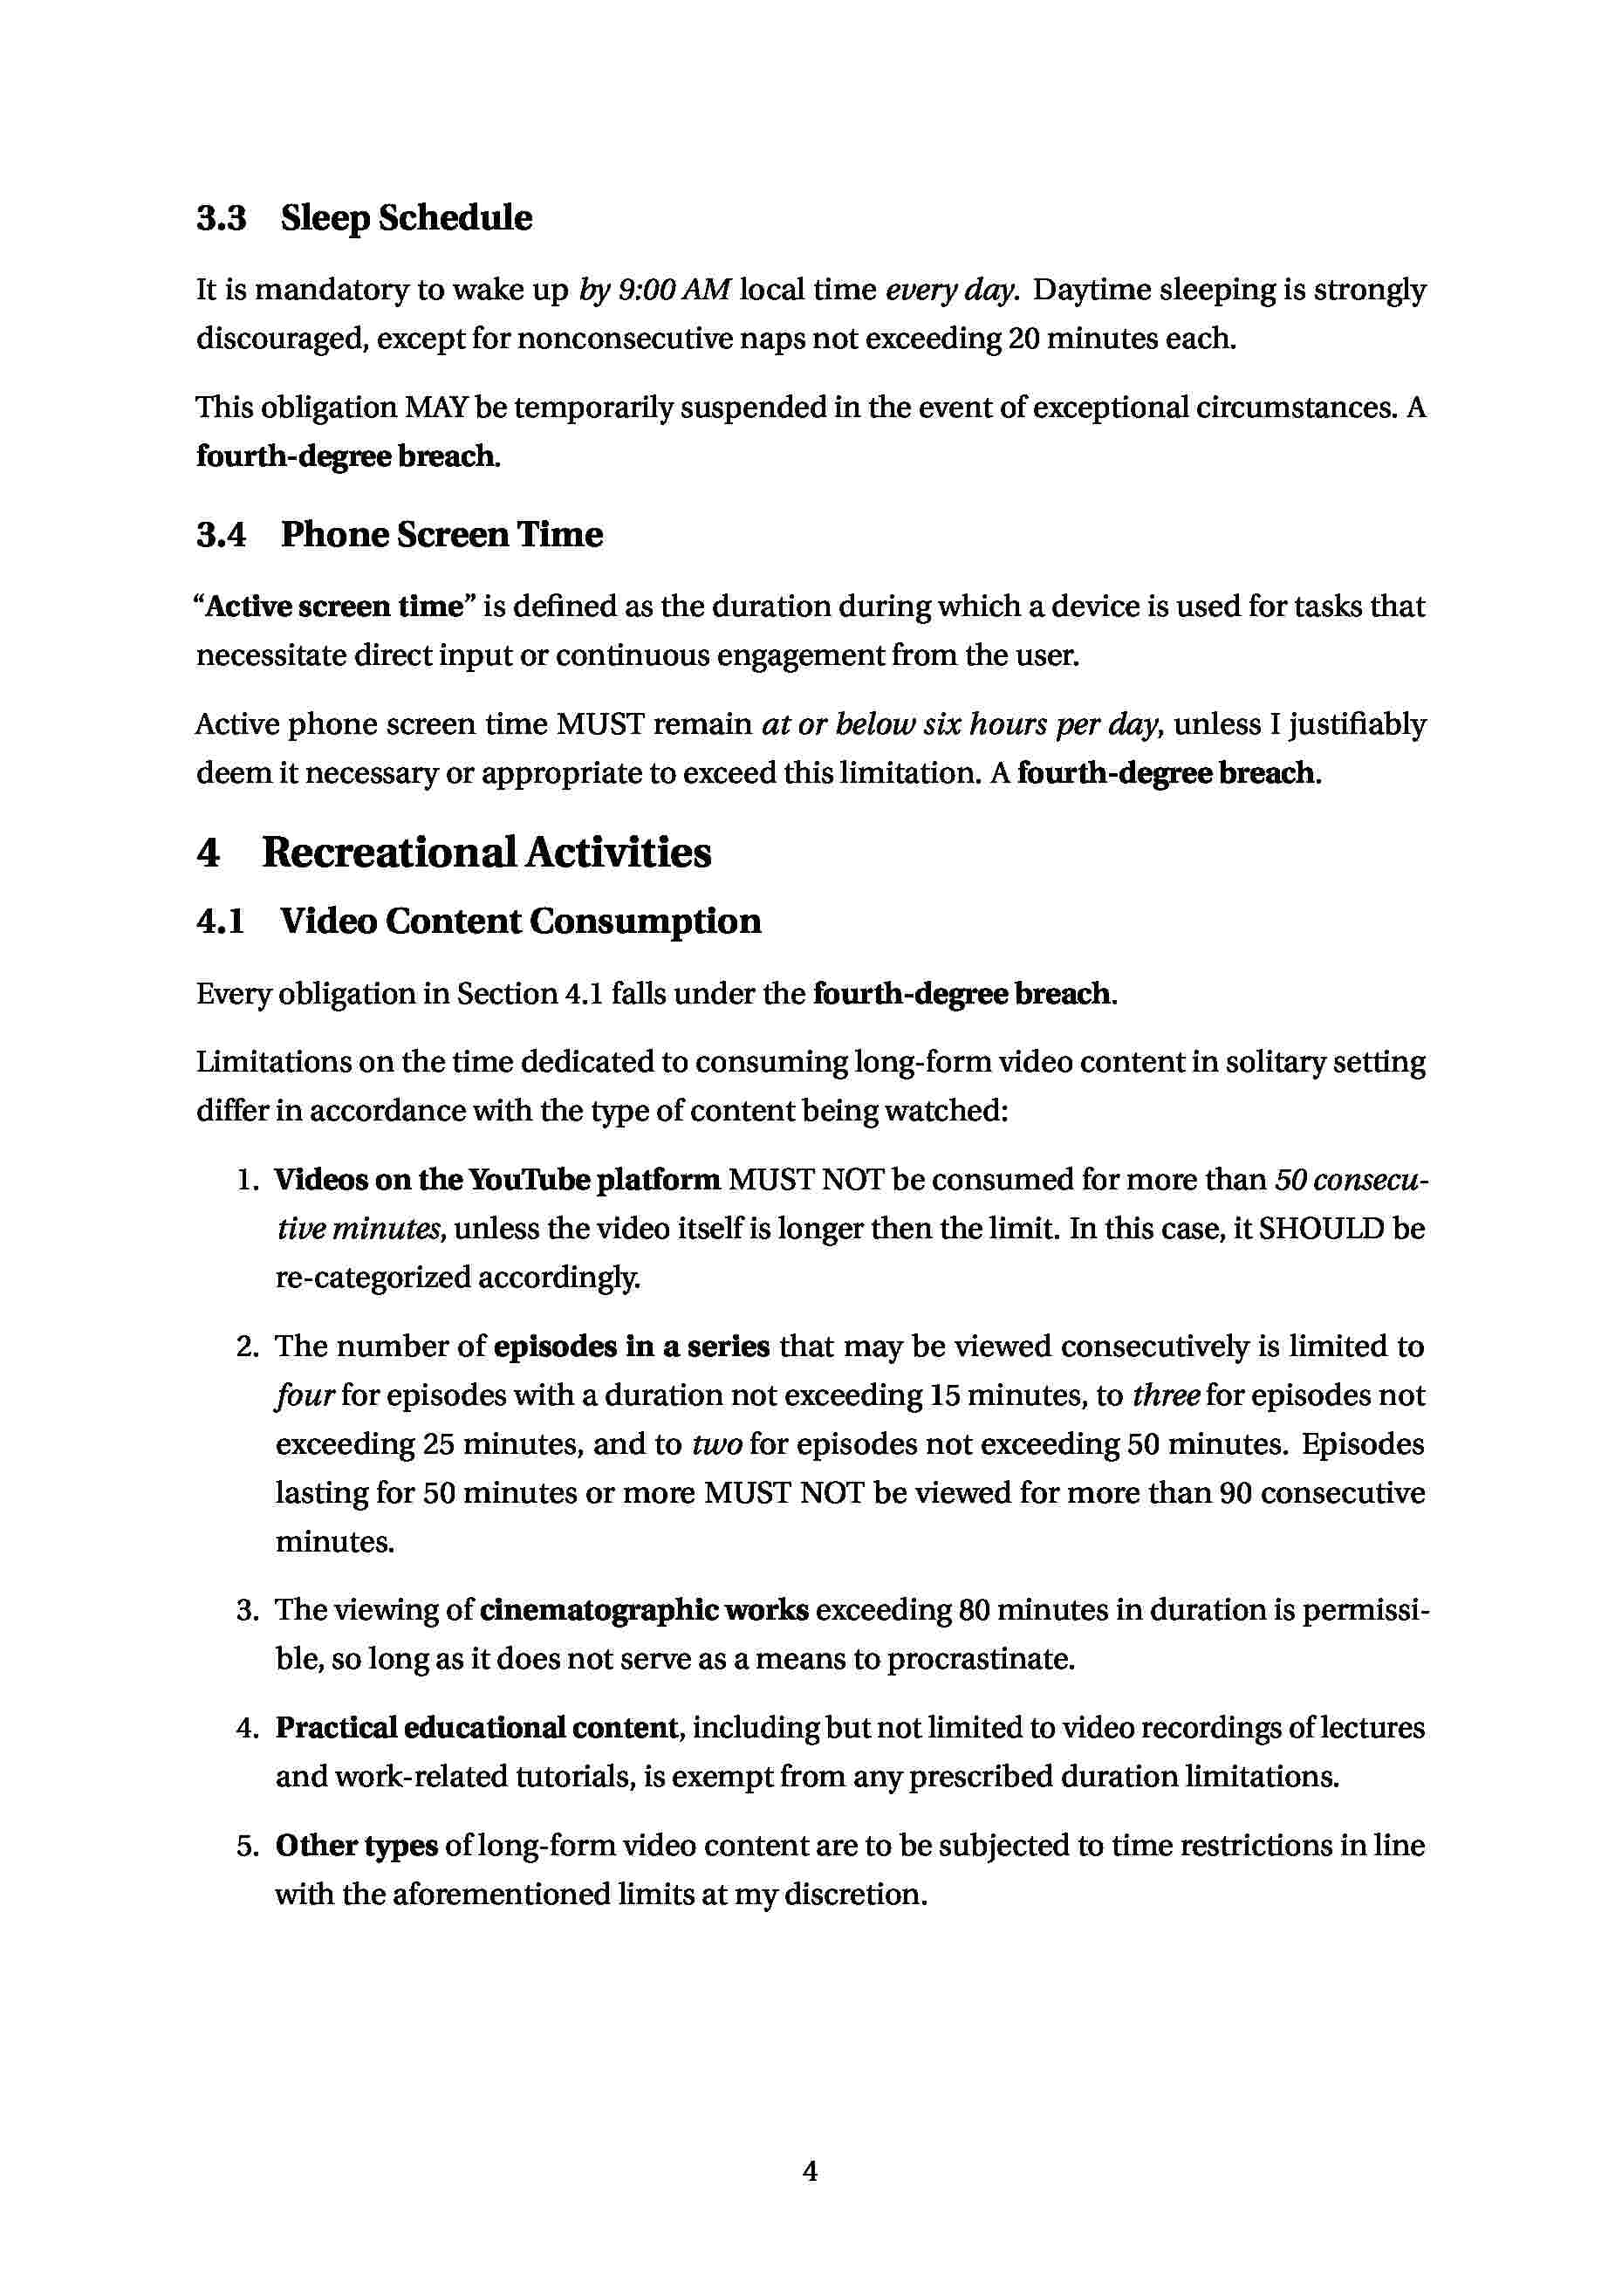 3.3 Sleep Schedule
It is mandatory to wake up by 9:00 AM local time every day. Daytime sleeping is strongly
discouraged, except for nonconsecutive naps not exceeding 20 minutes each.
This obligation MAY be temporarily suspended in the event of exceptional circumstances. A
fourth-degree breach.
3.4 Phone Screen Time
“Active screen time” is defined as the duration during which a device is used for tasks that
necessitate direct input or continuous engagement from the user.
Active phone screen time MUST remain at or below six hours per day, unless I justifiably
deem it necessary or appropriate to exceed this limitation. A fourth-degree breach.
4 Recreational Activities
4.1 Video Content Consumption
Every obligation in Section 4.1 falls under the fourth-degree breach.
Limitations on the time dedicated to consuming long-form video content in solitary setting
differ in accordance with the type of content being watched:
1. Videos on the YouTube platform MUST NOT be consumed for more than 50 consecu-
tive minutes, unless the video itself is longer then the limit. In this case, it SHOULD be
re-categorized accordingly.
2. The number of episodes in a series that may be viewed consecutively is limited to
four for episodes with a duration not exceeding 15 minutes, to three for episodes not
exceeding 25 minutes, and to two for episodes not exceeding 50 minutes. Episodes
lasting for 50 minutes or more MUST NOT be viewed for more than 90 consecutive
minutes.
3. The viewing of cinematographic works exceeding 80 minutes in duration is permissi-
ble, so long as it does not serve as a means to procrastinate.
4. Practical educational content, including but not limited to video recordings of lectures
and work-related tutorials, is exempt from any prescribed duration limitations.
5. Other types of long-form video content are to be subjected to time restrictions in line
with the aforementioned limits at my discretion.
4